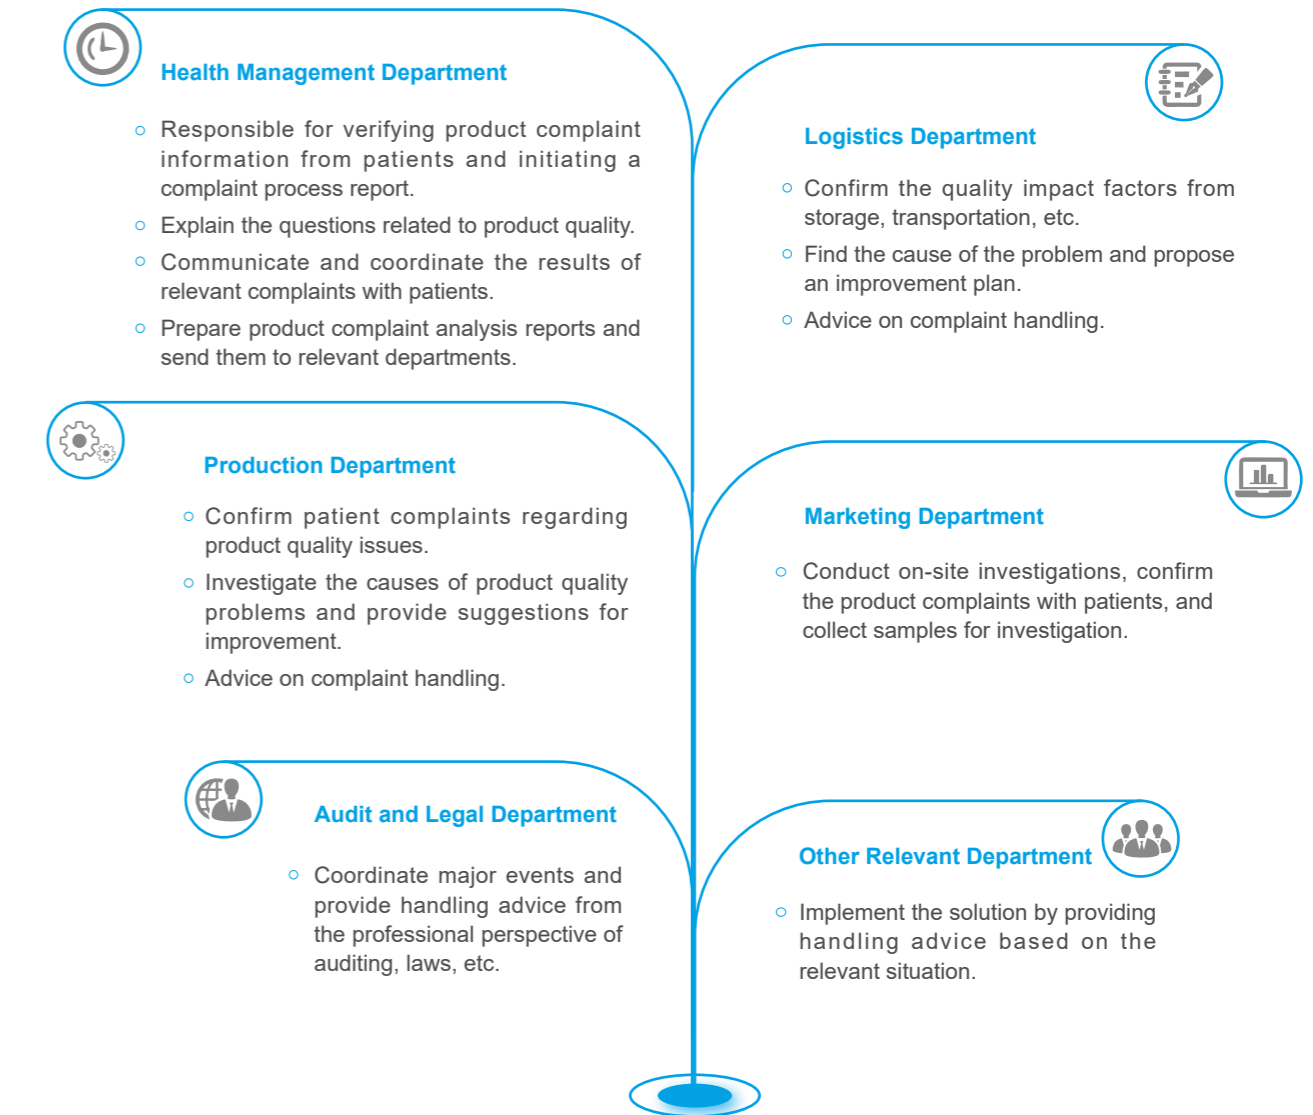 Health Management Department
Responsible for verifying product complaint
information from patients and initiating a
complaint process report.
Explain the questions related to product quality.
Communicate and coordinate the results of
relevant complaints with patients.
Prepare product complaint analysis reports and
send them to relevant departments.
Logistics Department
Confirm the quality impact factors from
storage, transportation, etc.
Find the cause of the problem and propose
an improvement plan.
Advice on complaint handling.
Production Department
Confirm patient complaints regarding
product quality issues.
Investigate the causes of product quality
problems and provide suggestions for
improvement.
Advice on complaint handling.
Marketing Department
Conduct on-site investigations, confirm
the product complaints with patients, and
collect samples for investigation.
Audit and Legal Department
Coordinate major events and
provide handling advice from
the professional perspective of
auditing, laws, etc.
Other Relevant Department
Implement the solution by providing
handling advice based on the
relevant situation.